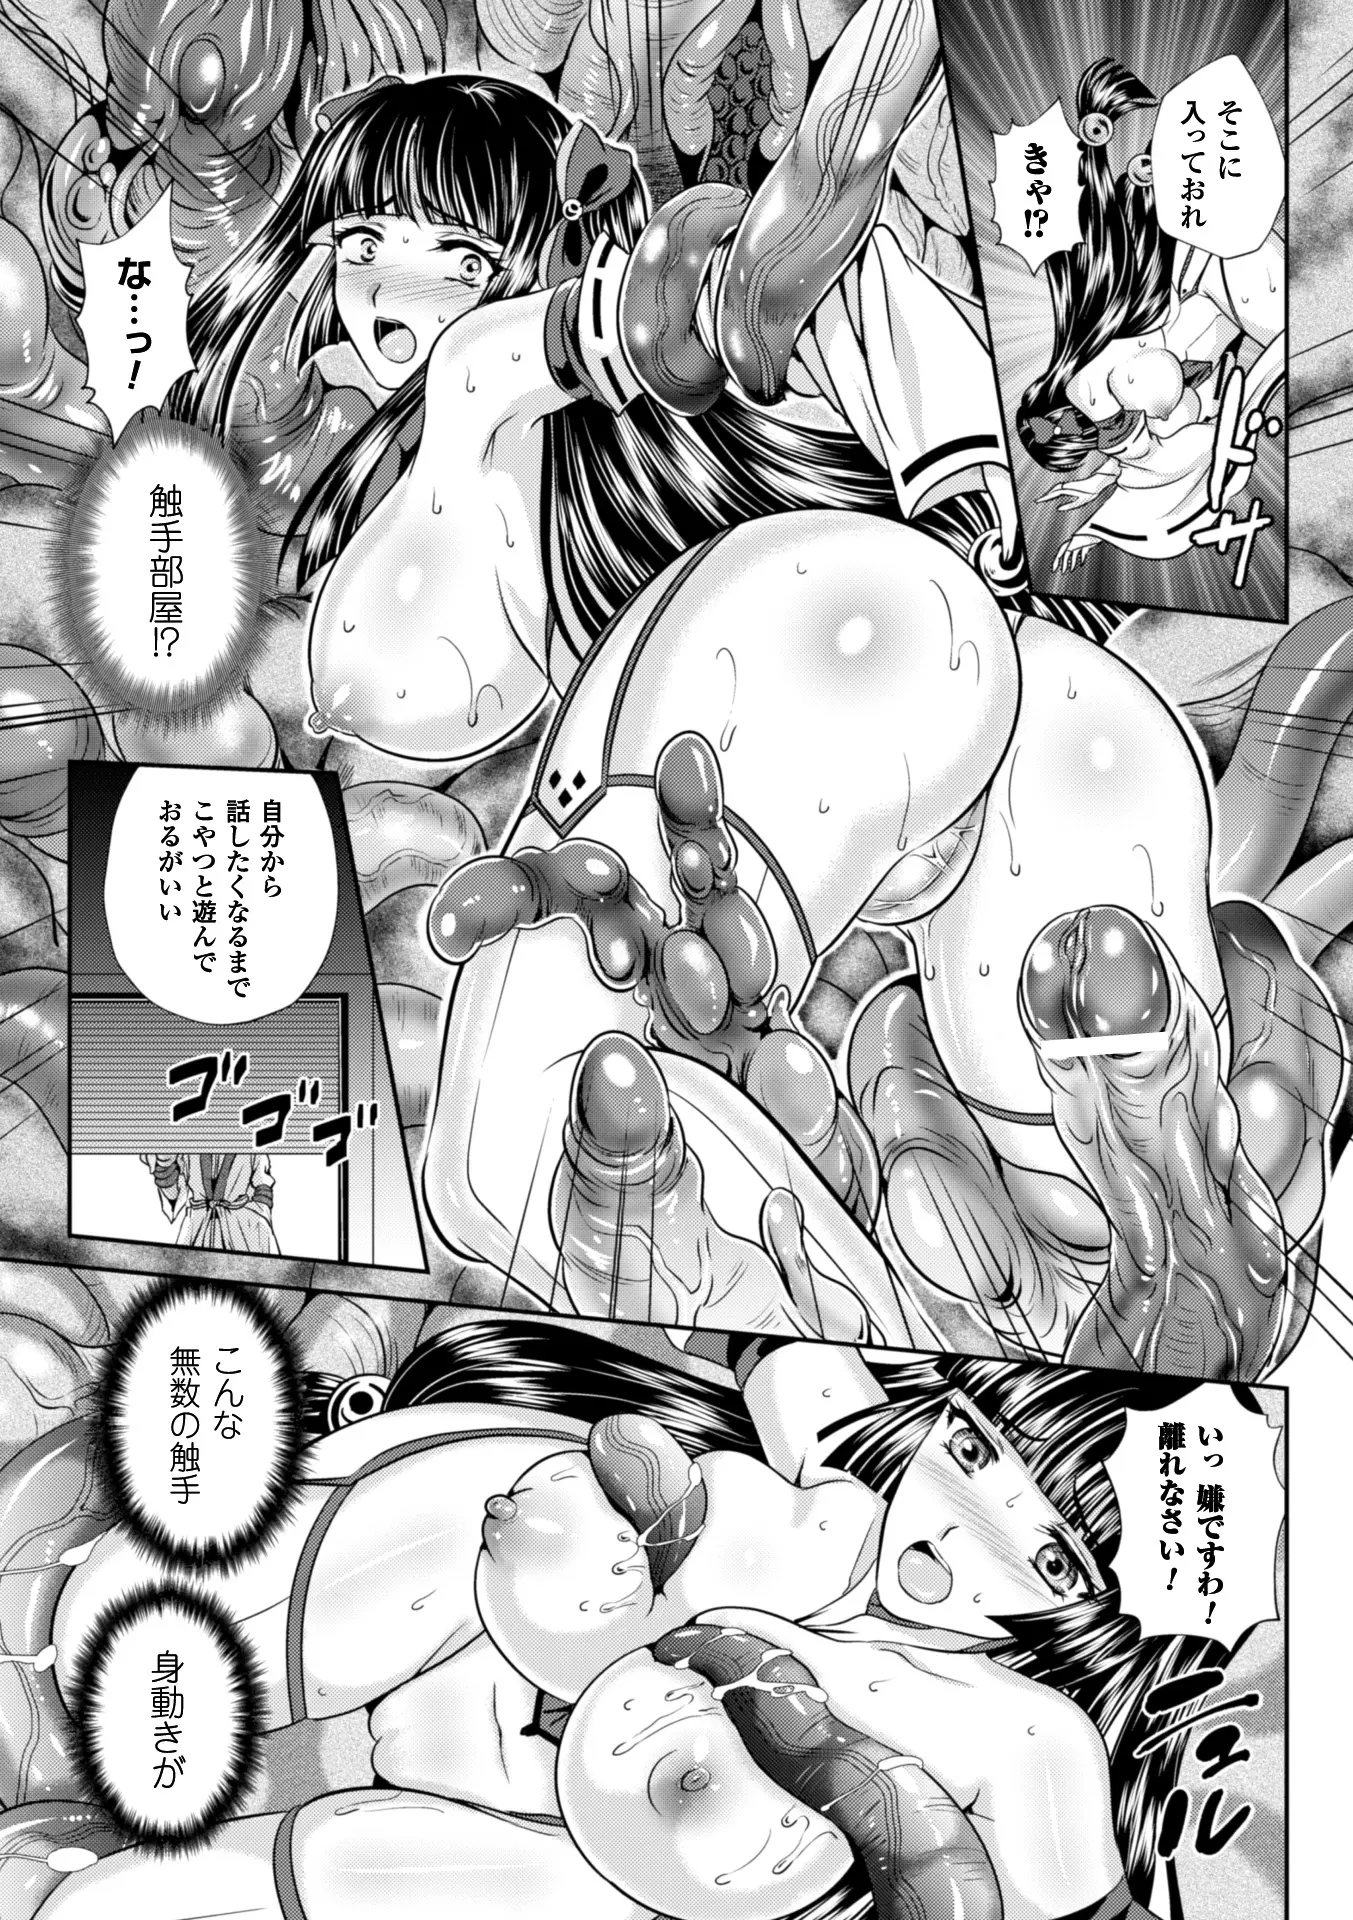 そこに
入っておれ
きゃ!?
ドサ
な…っ!
触手部屋!?
自分から
話したくなるまで
こやつと遊んで
おるがいい
ゴゴゴ
いっ 嫌ですわ!
離れなさい!
ニュル
こんな
無数の触手
身動きが